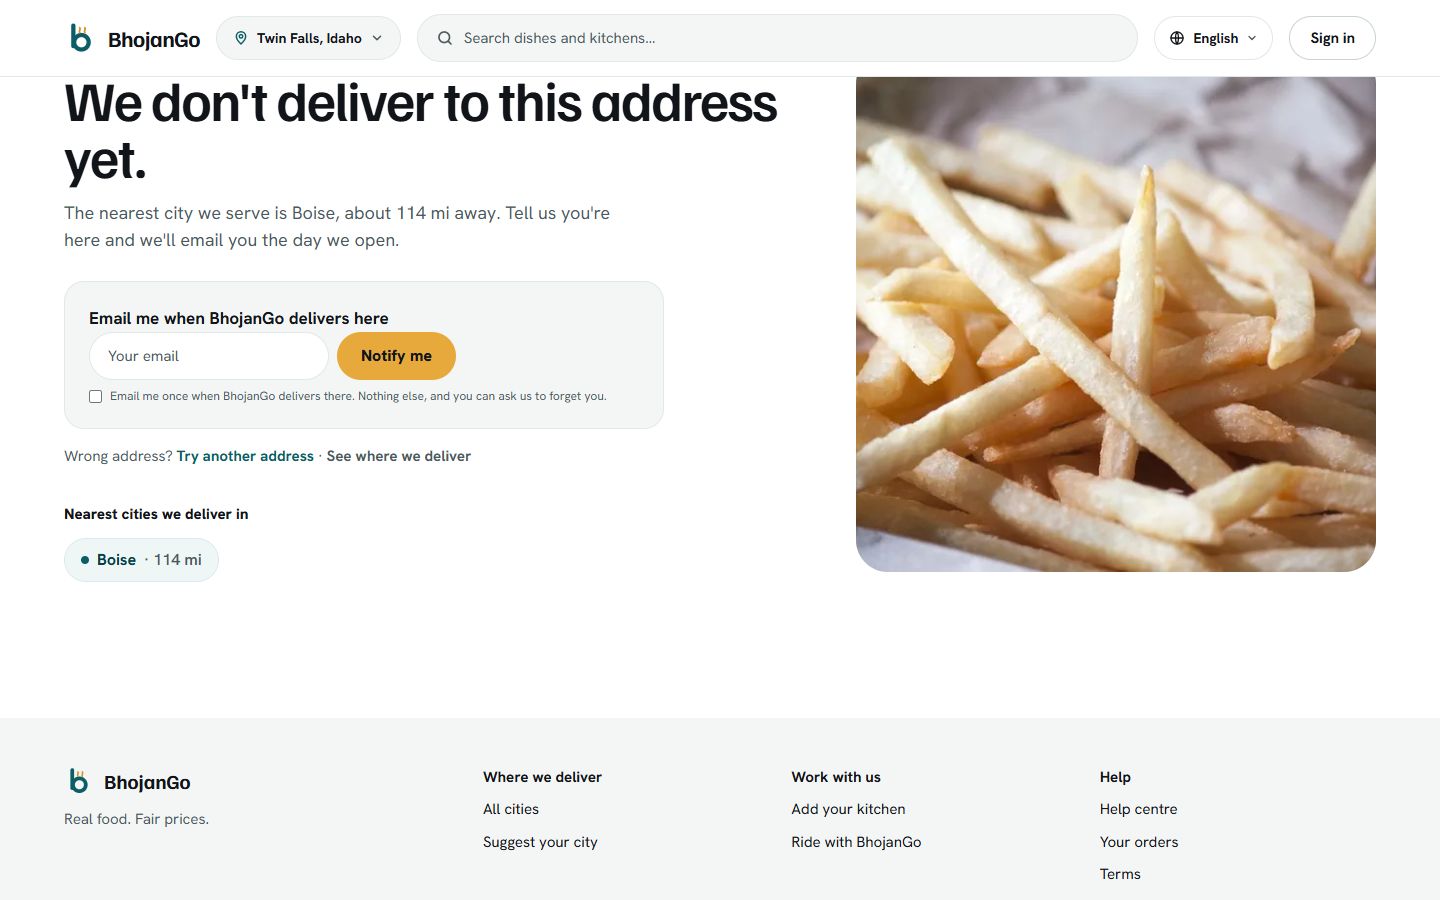 BhojanGo
Twin Falls, Idaho
Search dishes and kitchens...
English
Sign in
We don't deliver to this address
yet.
The nearest city we serve is Boise, about 114 mi away. Tell us you're
here and we'll email you the day we open.
Email me when BhojanGo delivers here
Your email
Notify me
Email me once when BhojanGo delivers there. Nothing else, and you can ask us to forget you.
Wrong address? Try another address · See where we deliver
Nearest cities we deliver in
Boise · 114 mi
BhojanGo
Real food. Fair prices.
Where we deliver
All cities
Suggest your city
Work with us
Add your kitchen
Ride with BhojanGo
Help
Help centre
Your orders
Terms